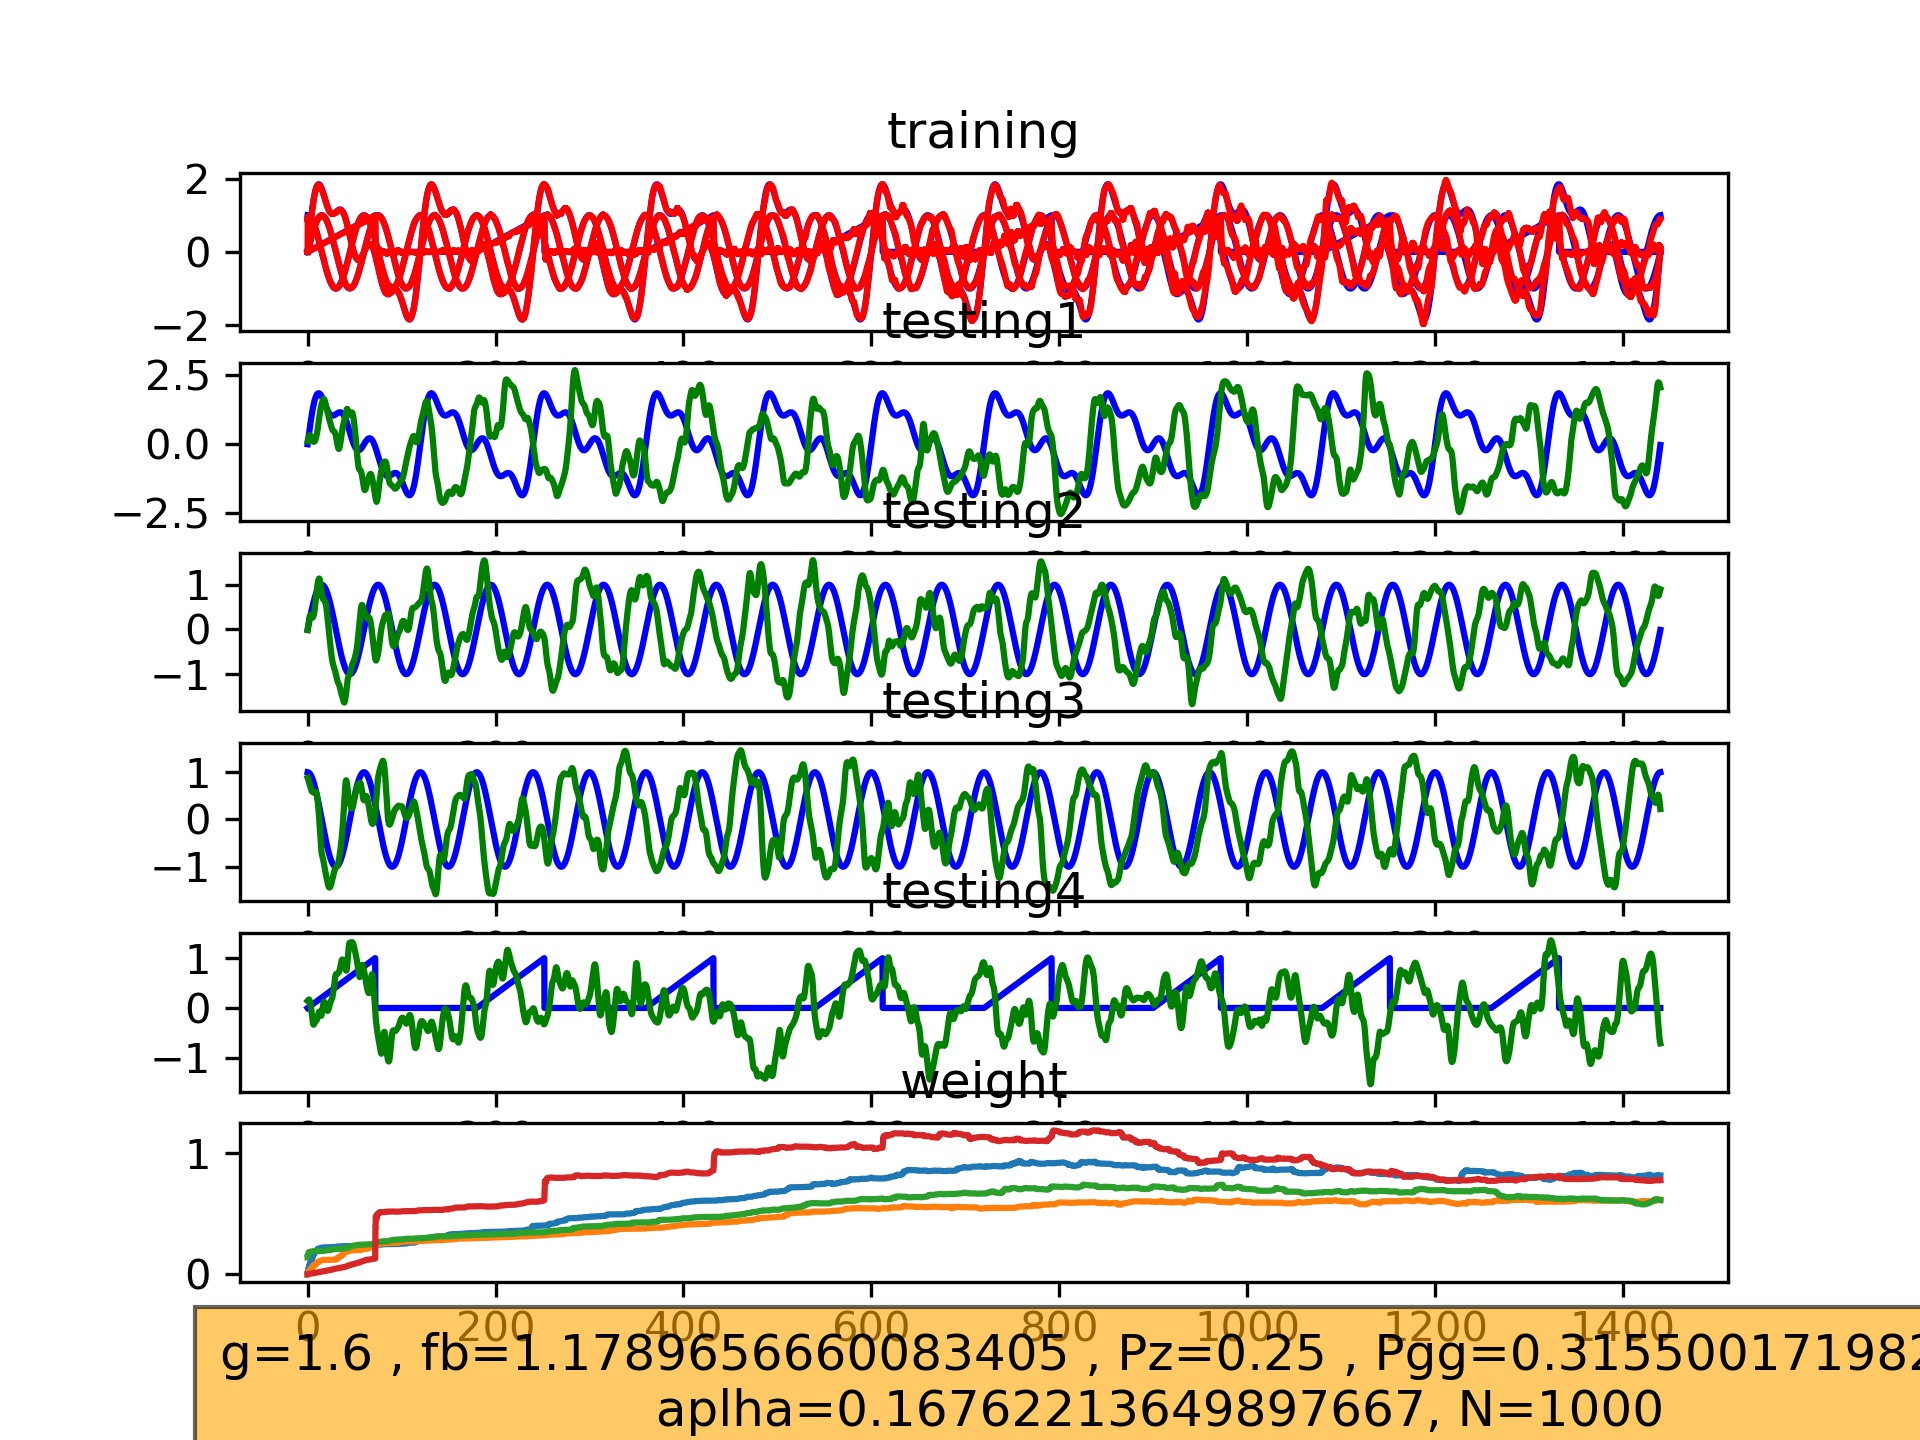 training
2
0
−2
testing1
2.5
0.0
−2.5
testing2
1
0
−1
testing3
1
0
−1
testing4
1
0
−1
weight
1
0
0 200 400 600 800 1000 1200 1400
g=1.6 , fb=1.1789656660083405 , Pz=0.25 , Pgg=0.315500171982
aplha=0.16762213649897667, N=1000